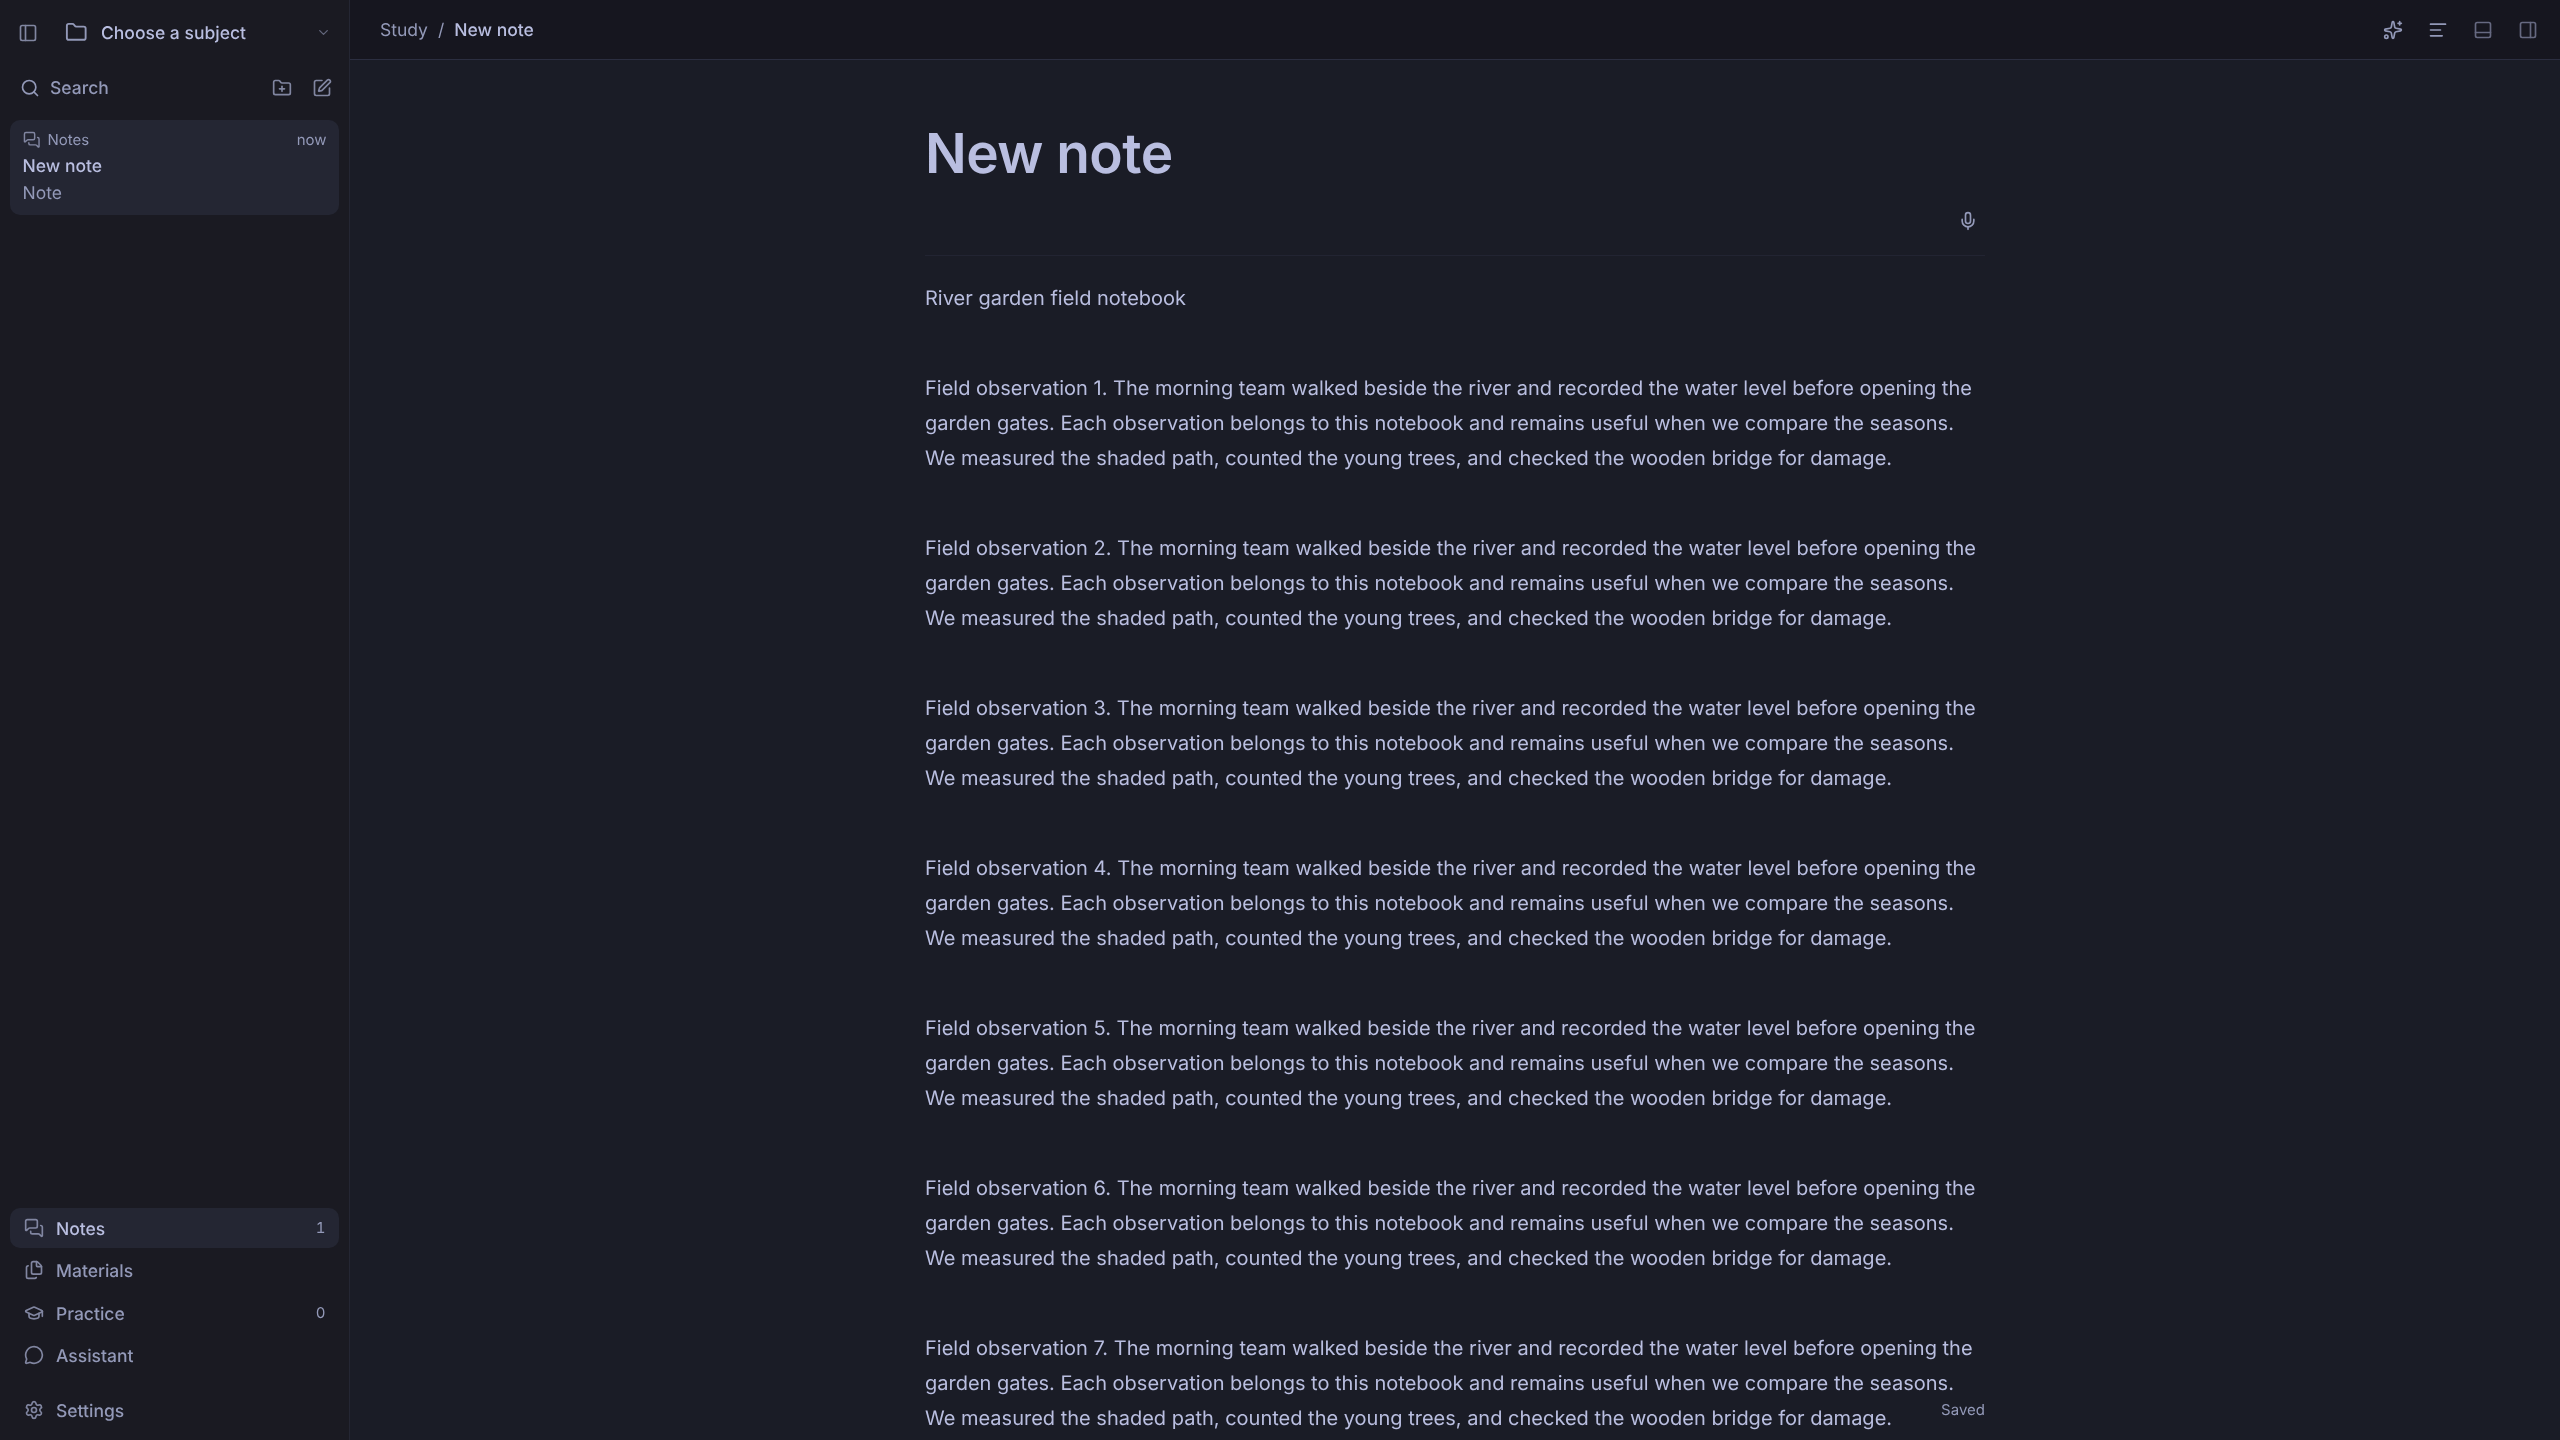 Choose a subject
Search
Notes now
New note
Note
Notes 1
Materials
Practice 0
Assistant
Settings
Study / New note
New note
River garden field notebook
Field observation 1. The morning team walked beside the river and recorded the water level before opening the
garden gates. Each observation belongs to this notebook and remains useful when we compare the seasons.
We measured the shaded path, counted the young trees, and checked the wooden bridge for damage.
Field observation 2. The morning team walked beside the river and recorded the water level before opening the
garden gates. Each observation belongs to this notebook and remains useful when we compare the seasons.
We measured the shaded path, counted the young trees, and checked the wooden bridge for damage.
Field observation 3. The morning team walked beside the river and recorded the water level before opening the
garden gates. Each observation belongs to this notebook and remains useful when we compare the seasons.
We measured the shaded path, counted the young trees, and checked the wooden bridge for damage.
Field observation 4. The morning team walked beside the river and recorded the water level before opening the
garden gates. Each observation belongs to this notebook and remains useful when we compare the seasons.
We measured the shaded path, counted the young trees, and checked the wooden bridge for damage.
Field observation 5. The morning team walked beside the river and recorded the water level before opening the
garden gates. Each observation belongs to this notebook and remains useful when we compare the seasons.
We measured the shaded path, counted the young trees, and checked the wooden bridge for damage.
Field observation 6. The morning team walked beside the river and recorded the water level before opening the
garden gates. Each observation belongs to this notebook and remains useful when we compare the seasons.
We measured the shaded path, counted the young trees, and checked the wooden bridge for damage.
Field observation 7. The morning team walked beside the river and recorded the water level before opening the
garden gates. Each observation belongs to this notebook and remains useful when we compare the seasons.
We measured the shaded path, counted the young trees, and checked the wooden bridge for damage.
Saved